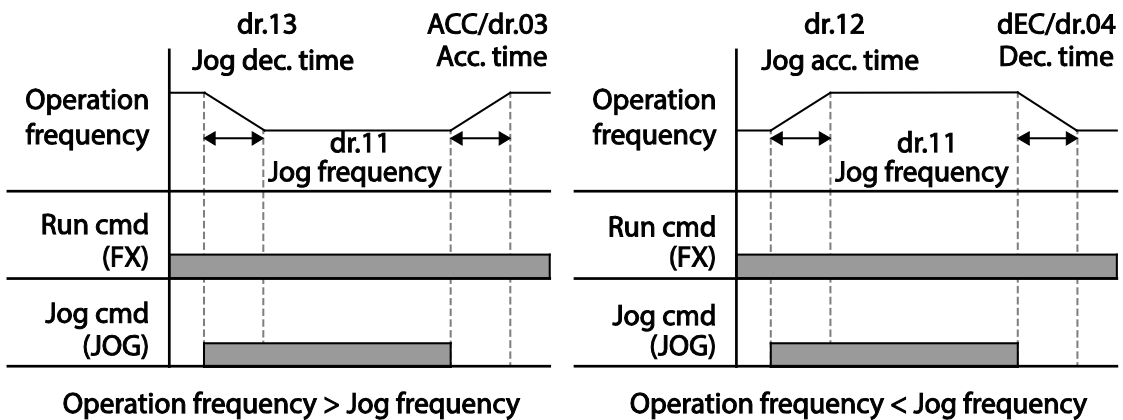 dr.13
Jog dec. time
ACC/dr.03
Acc. time
Operation
frequency
dr.11
Jog frequency
Run cmd
(FX)
Jog cmd
(JOG)
Operation frequency > Jog frequency
dr.12
Jog acc. time
dEC/dr.04
Dec. time
Operation
frequency
dr.11
Jog frequency
Run cmd
(FX)
Jog cmd
(JOG)
Operation frequency < Jog frequency